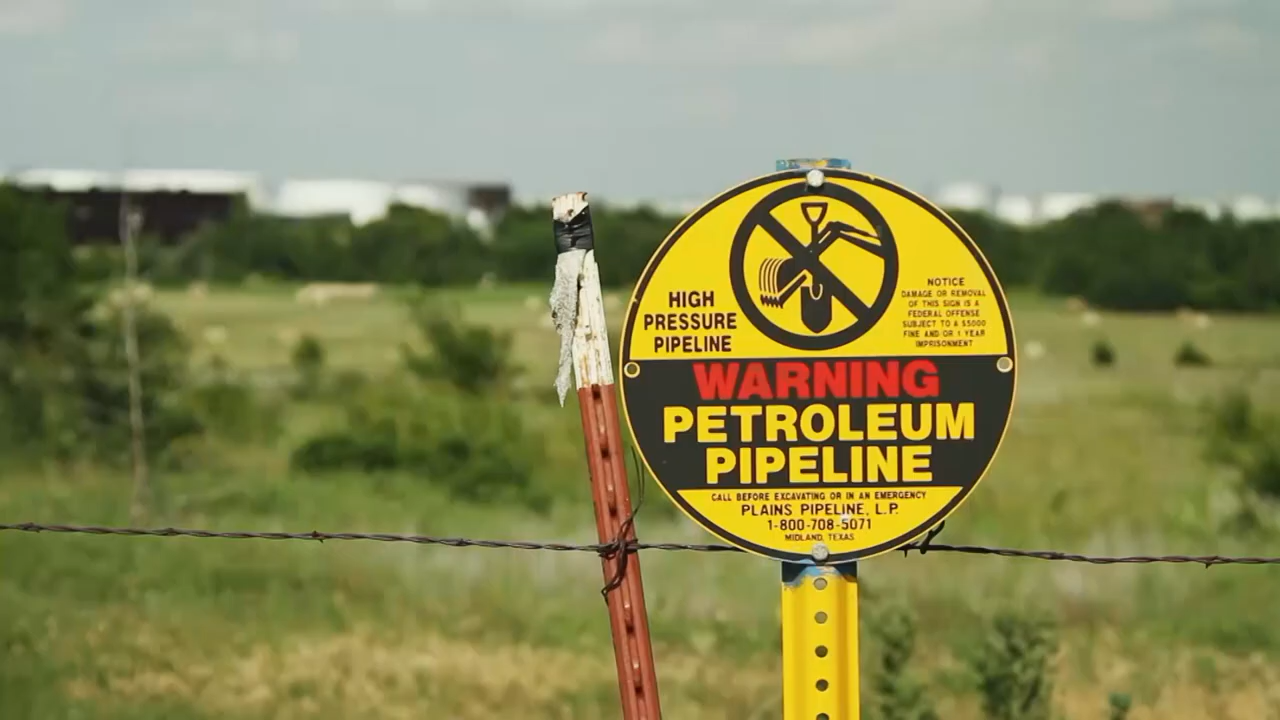 HIGH
PRESSURE
PIPELINE
NOTICE
DAMAGE OR REMOVAL
OF THIS SIGN IS A
FEDERAL OFFENSE
SUBJECT TO A $5000
FINE AND/OR 1 YEAR
IMPRISONMENT
WARNING
PETROLEUM
PIPELINE
CALL BEFORE EXCAVATING OR IN AN EMERGENCY
PLAINS PIPELINE, L.P.
1-800-708-5071
MIDLAND, TEXAS